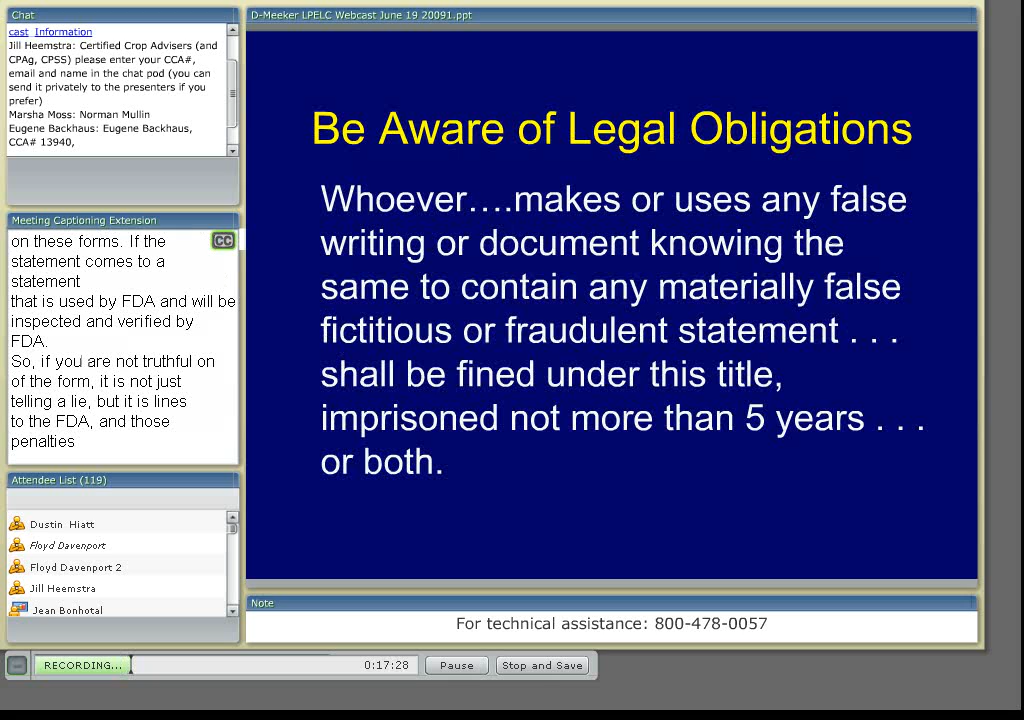 Chat
cast Information
Jill Heemstra: Certified Crop Advisers (and
CPAg, CPSS) please enter your CCA#,
email and name in the chat pod (you can
send it privately to the presenters if you
prefer)
Marsha Moss: Norman Mullin
Eugene Backhaus: Eugene Backhaus,
CCA# 13940,
Meeting Captioning Extension
CC
on these forms. If the
statement comes to a
statement
that is used by FDA and will be
inspected and verified by
FDA.
So, if you are not truthful on
of the form, it is not just
telling a lie, but it is lines
to the FDA, and those
penalties
Attendee List (119)
Dustin Hiatt
Floyd Davenport
Floyd Davenport 2
Jill Heemstra
Jean Bonhotal
D-Meeker LPELC Webcast June 19 20091.ppt
Be Aware of Legal Obligations
Whoever….makes or uses any false
writing or document knowing the
same to contain any materially false
fictitious or fraudulent statement . . .
shall be fined under this title,
imprisoned not more than 5 years . . .
or both.
Note
For technical assistance: 800-478-0057
RECORDING... 0:17:28 Pause Stop and Save